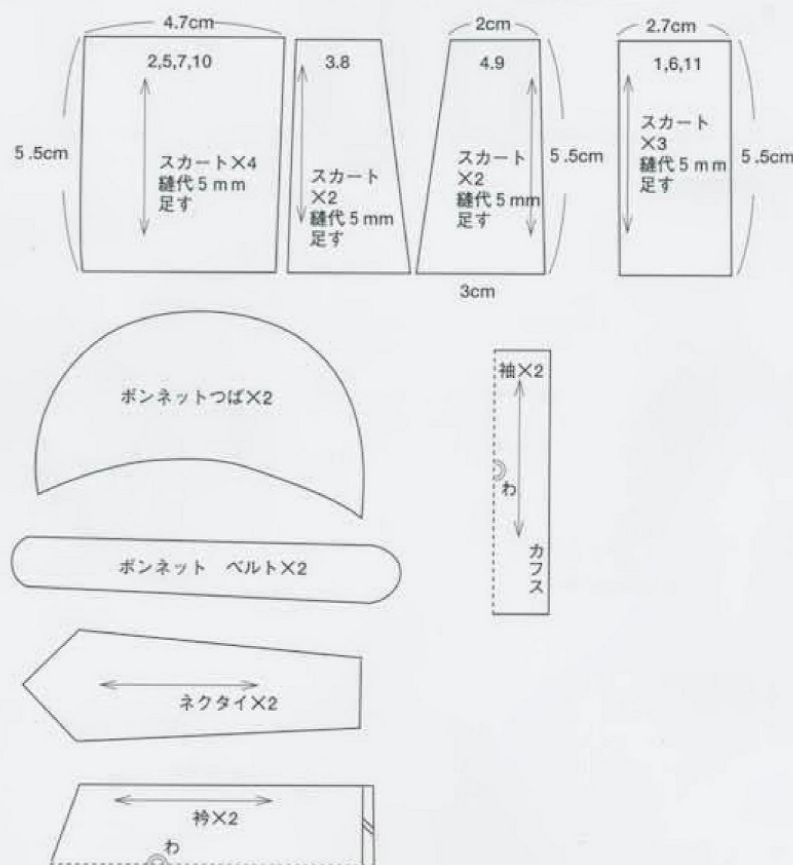 4.7cm
2cm
2.7cm
2,5,7,10
3.8
4.9
1,6,11
5.5cm
スカート×4
縫代5mm
足す
スカート
×2
縫代5mm
足す
スカート
×2
縫代5mm
足す
5.5cm
スカート
×3
縫代5mm
足す
5.5cm
3cm
ボンネットつば×2
袖×2
わ
カフス
ボンネット ベルト×2
ネクタイ×2
衿×2
わ